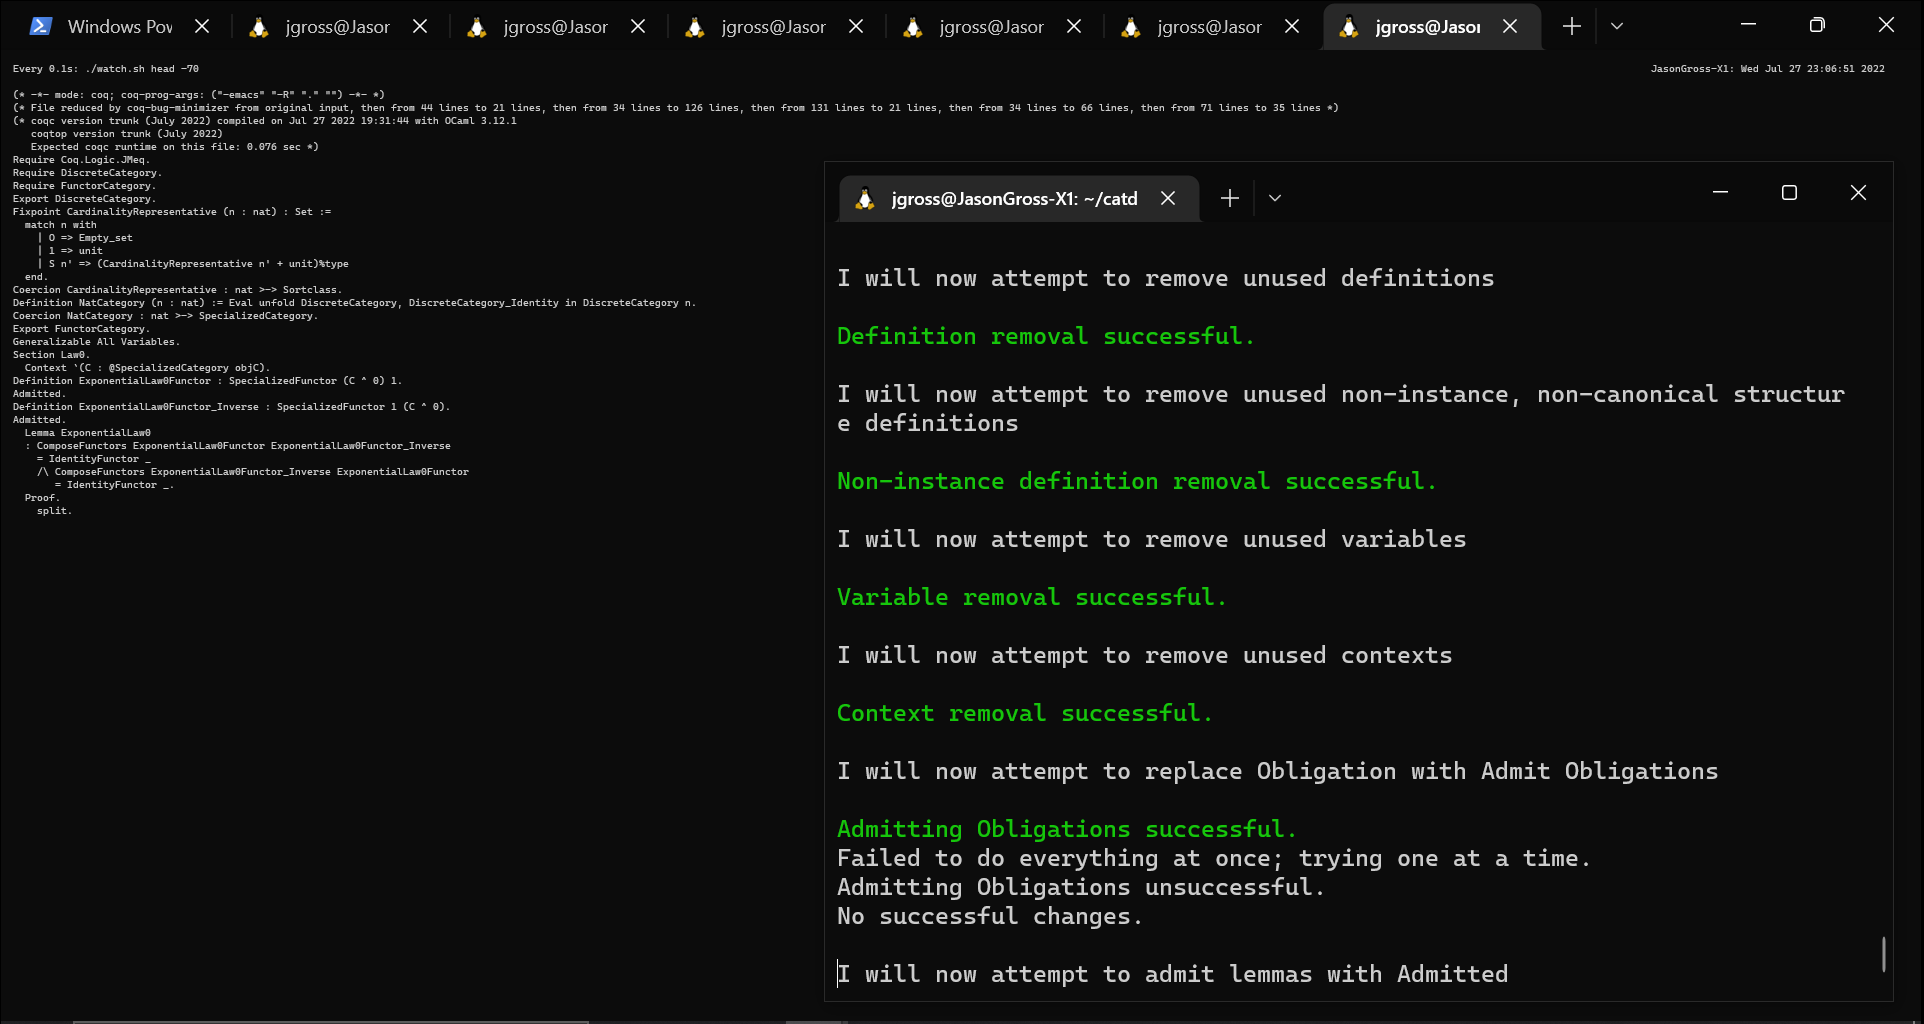 Windows Pov
jgross@Jasor
jgross@Jasor
jgross@Jasor
jgross@Jasor
jgross@Jasor
jgross@Jasor
Every 0.1s: ./watch.sh head -70
JasonGross-X1: Wed Jul 27 23:06:51 2022
(* -*- mode: coq; coq-prog-args: ("-emacs" "-R" "." "") -*- *)
(* File reduced by coq-bug-minimizer from original input, then from 44 lines to 21 lines, then from 34 lines to 126 lines, then from 131 lines to 21 lines, then from 34 lines to 66 lines, then from 71 lines to 35 lines *)
(* coqc version trunk (July 2022) compiled on Jul 27 2022 19:31:44 with OCaml 3.12.1
   coqtop version trunk (July 2022)
   Expected coqc runtime on this file: 0.076 sec *)
Require Coq.Logic.JMeq.
Require DiscreteCategory.
Require FunctorCategory.
Export DiscreteCategory.
Fixpoint CardinalityRepresentative (n : nat) : Set :=
  match n with
    | O => Empty_set
    | 1 => unit
    | S n' => (CardinalityRepresentative n' + unit)%type
  end.
Coercion CardinalityRepresentative : nat >-> Sortclass.
Definition NatCategory (n : nat) := Eval unfold DiscreteCategory, DiscreteCategory_Identity in DiscreteCategory n.
Coercion NatCategory : nat >-> SpecializedCategory.
Export FunctorCategory.
Generalizable All Variables.
Section Law0.
  Context `(C : @SpecializedCategory objC).
Definition ExponentialLaw0Functor : SpecializedFunctor (C ^ 0) 1.
Admitted.
Definition ExponentialLaw0Functor_Inverse : SpecializedFunctor 1 (C ^ 0).
Admitted.
  Lemma ExponentialLaw0
  : ComposeFunctors ExponentialLaw0Functor ExponentialLaw0Functor_Inverse
    = IdentityFunctor _
    /\ ComposeFunctors ExponentialLaw0Functor_Inverse ExponentialLaw0Functor
       = IdentityFunctor _.
  Proof.
    split.
jgross@JasonGross-X1: ~/catd
I will now attempt to remove unused definitions
Definition removal successful.
I will now attempt to remove unused non-instance, non-canonical structur
e definitions
Non-instance definition removal successful.
I will now attempt to remove unused variables
Variable removal successful.
I will now attempt to remove unused contexts
Context removal successful.
I will now attempt to replace Obligation with Admit Obligations
Admitting Obligations successful.
Failed to do everything at once; trying one at a time.
Admitting Obligations unsuccessful.
No successful changes.
I will now attempt to admit lemmas with Admitted